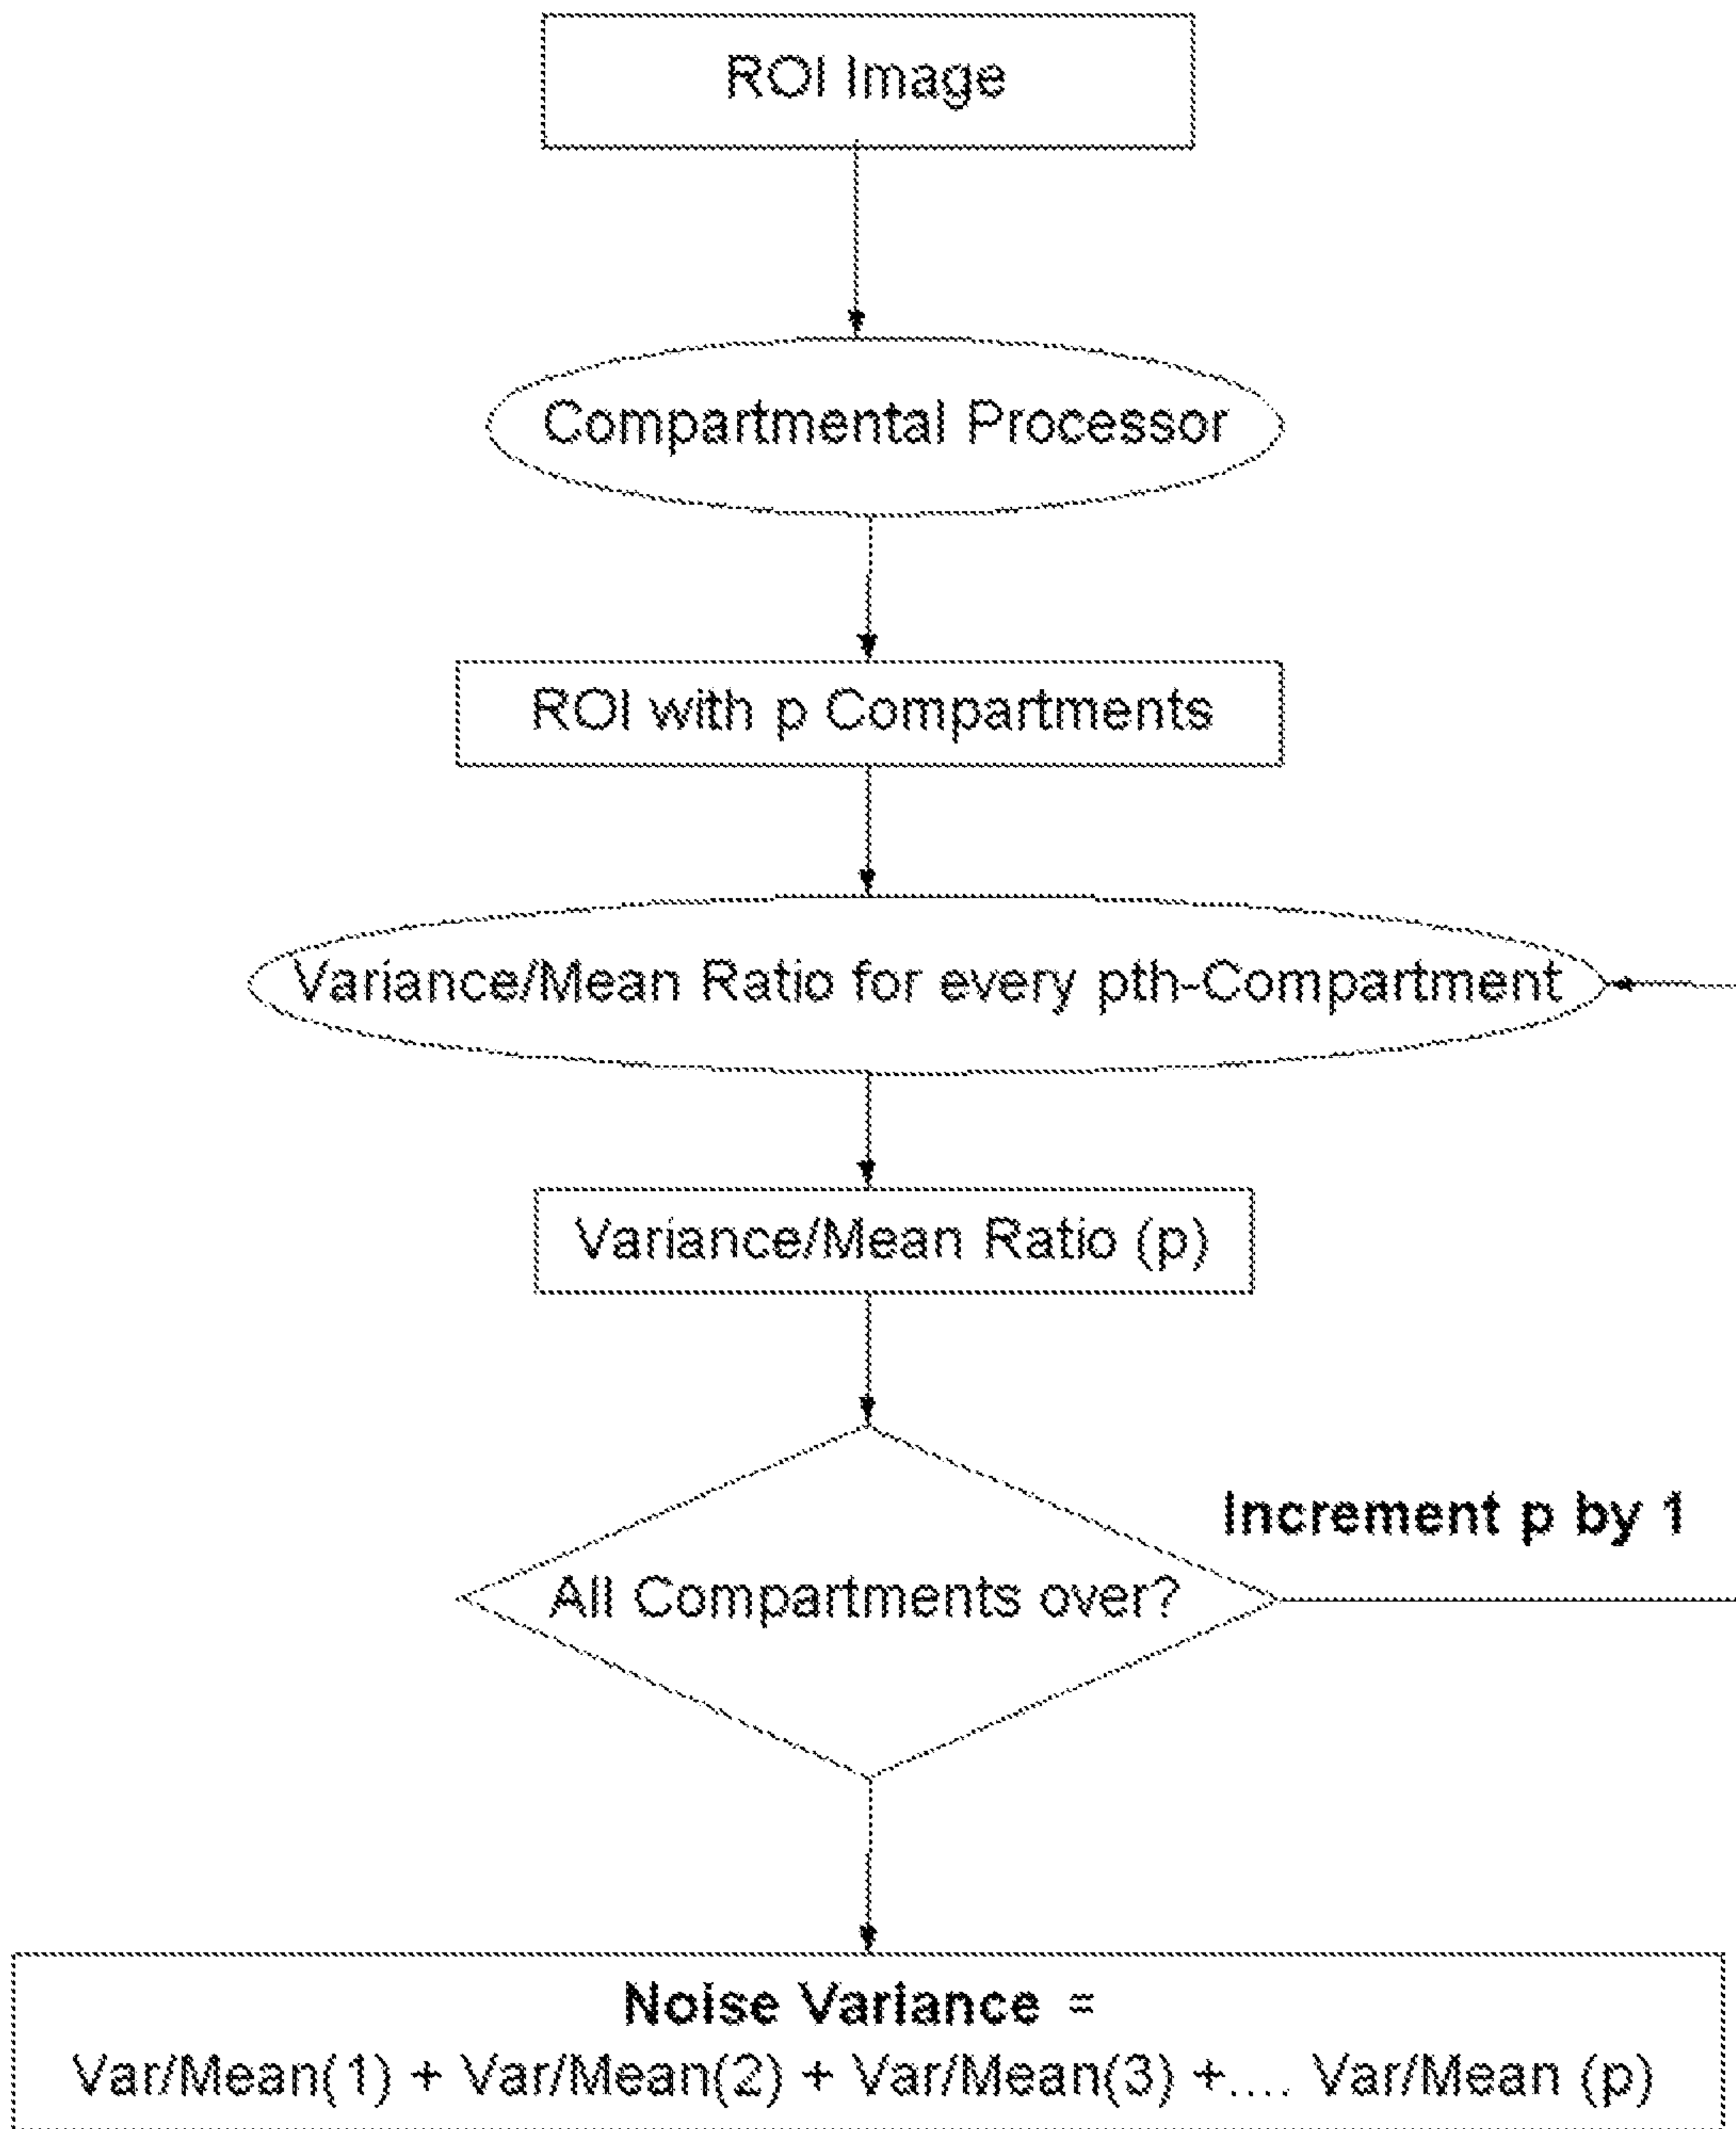 ROI Image
Compartmental Processor
ROI with p Compartments
Variance/Mean Ratio for every pth-Compartment
Variance/Mean Ratio (p)
Increment p by 1
All Compartments over?
Noise Variance =
Var/Mean(1) + Var/Mean(2) + Var/Mean(3) +.... Var/Mean (p)